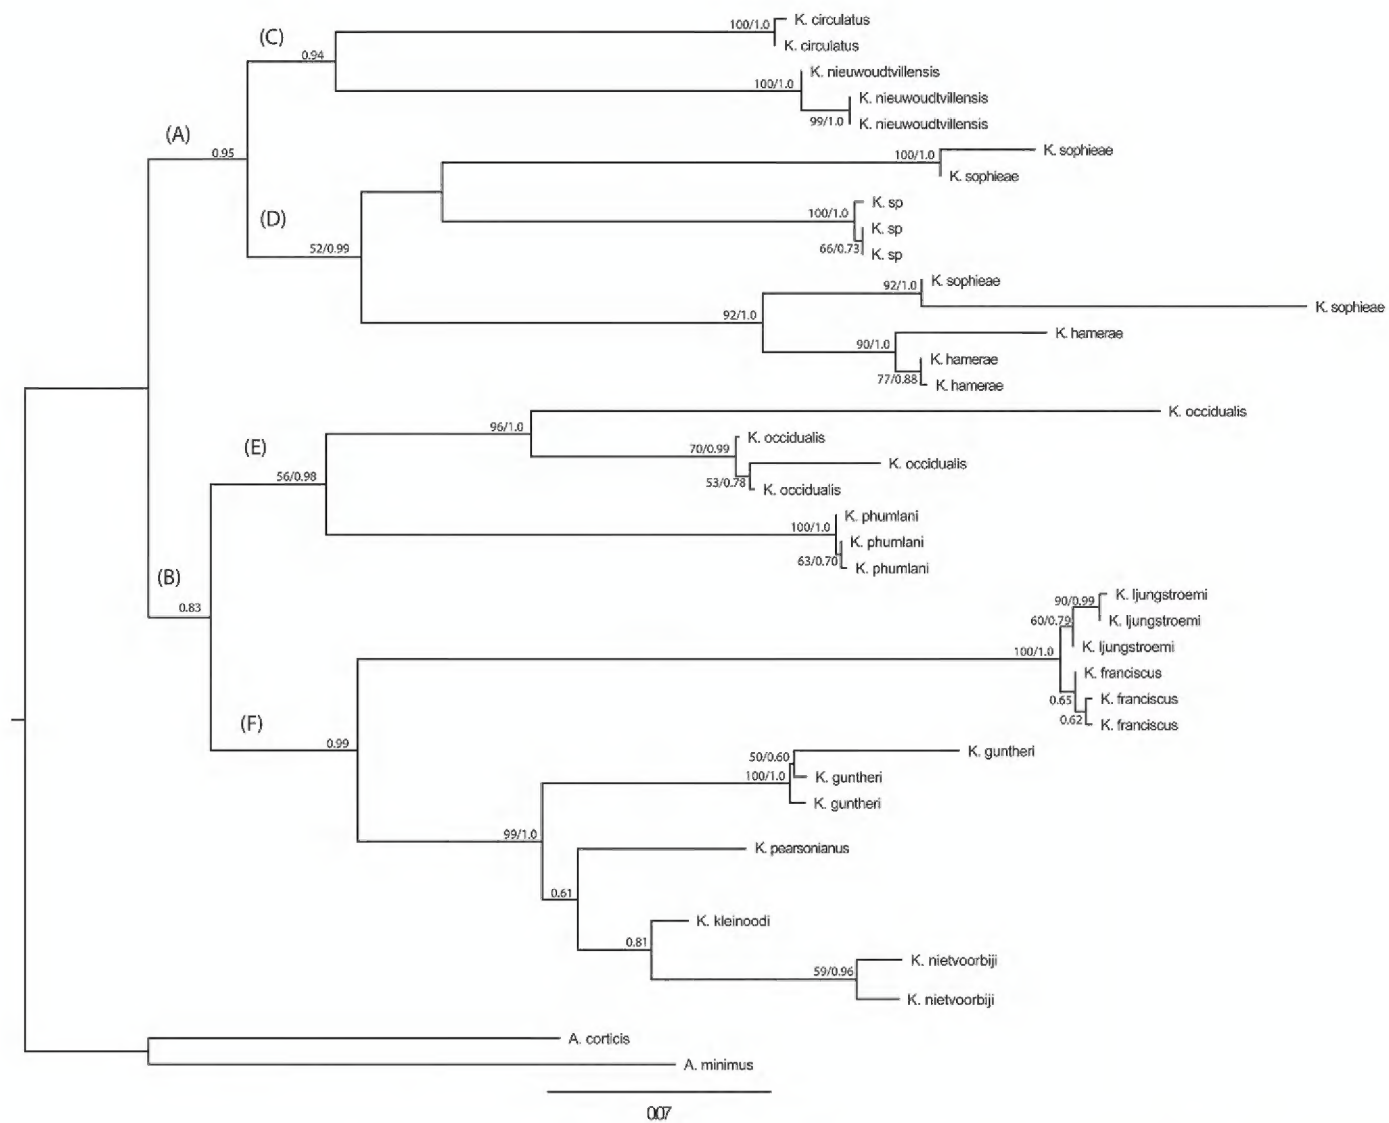 K. circulatus
100/1.0
(C)
K. circulatus
0.94
K. nieuwoudtvillensis
100/1.0
K. nieuwoudtvillensis
99/1.0
K. nieuwoudtvillensis
(A)
0.95
K. sophieae
100/1.0
K. sophieae
K. sp
100/1.0
(D)
K. sp
66/0.73
K. sp
52/0.99
K. sophieae
92/1.0
K. sophieae
92/1.0
K. hamerae
90/1.0
K. hamerae
77/0.88
K. hamerae
K. occidualis
96/1.0
K. occidualis
(E)
70/0.99
K. occidualis
56/0.98
53/0.78
K. occidualis
K. phumlani
100/1.0
K. phumlani
63/0.70
K. phumlani
(B)
0.83
K. ljungstroemi
90/0.99
K. ljungstroemi
60/0.79
K. ljungstroemi
100/1.0
K. franciscus
0.65
K. franciscus
0.62
K. franciscus
(F)
0.99
K. guntheri
50/0.60
K. guntheri
100/1.0
K. guntheri
99/1.0
K. pearsonianus
0.61
K. kleinoodi
0.81
K. nietvoorbiji
59/0.96
K. nietvoorbiji
A. corticis
A. minimus
0.07